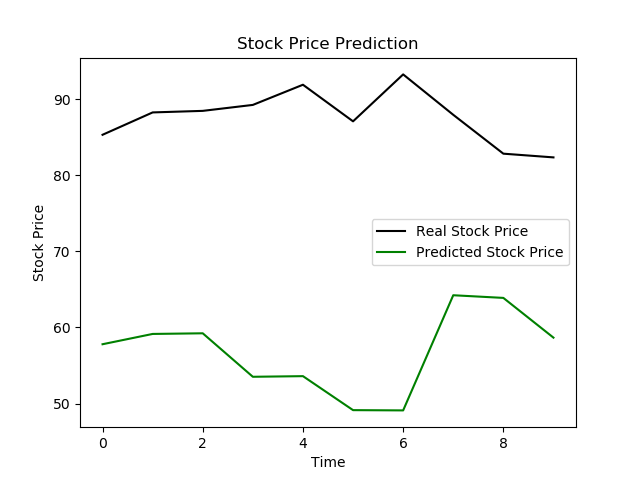 Stock Price Prediction
Stock Price
90
80
70
60
50
Real Stock Price
Predicted Stock Price
0 2 4 6 8
Time